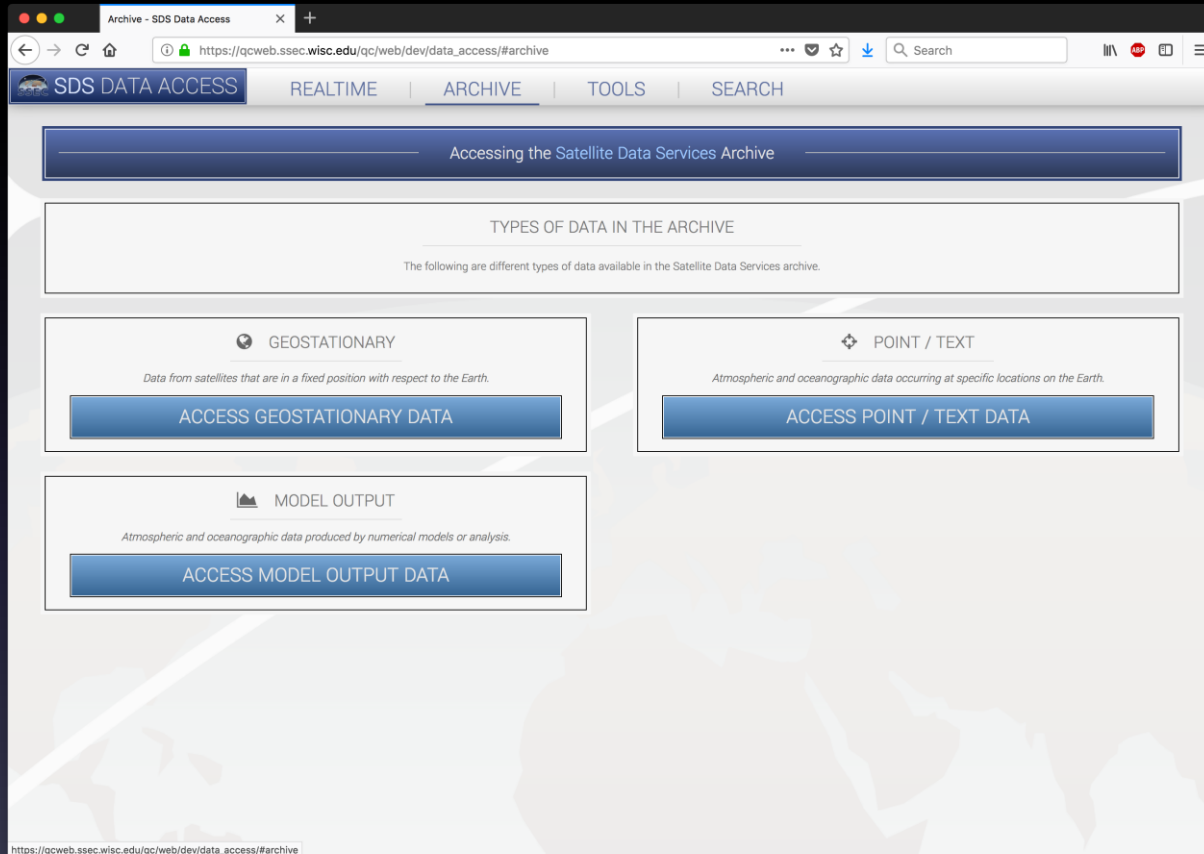 Archive - SDS Data Access
https://qcweb.ssec.wisc.edu/qc/web/dev/data_access/#archive
Search
ABP
SDS DATA ACCESS
REALTIME | ARCHIVE | TOOLS | SEARCH
Accessing the Satellite Data Services Archive
TYPES OF DATA IN THE ARCHIVE
The following are different types of data available in the Satellite Data Services archive.
GEOSTATIONARY
Data from satellites that are in a fixed position with respect to the Earth.
ACCESS GEOSTATIONARY DATA
POINT / TEXT
Atmospheric and oceanographic data occurring at specific locations on the Earth.
ACCESS POINT / TEXT DATA
MODEL OUTPUT
Atmospheric and oceanographic data produced by numerical models or analysis.
ACCESS MODEL OUTPUT DATA
https://qcweb.ssec.wisc.edu/qc/web/dev/data_access/#archive